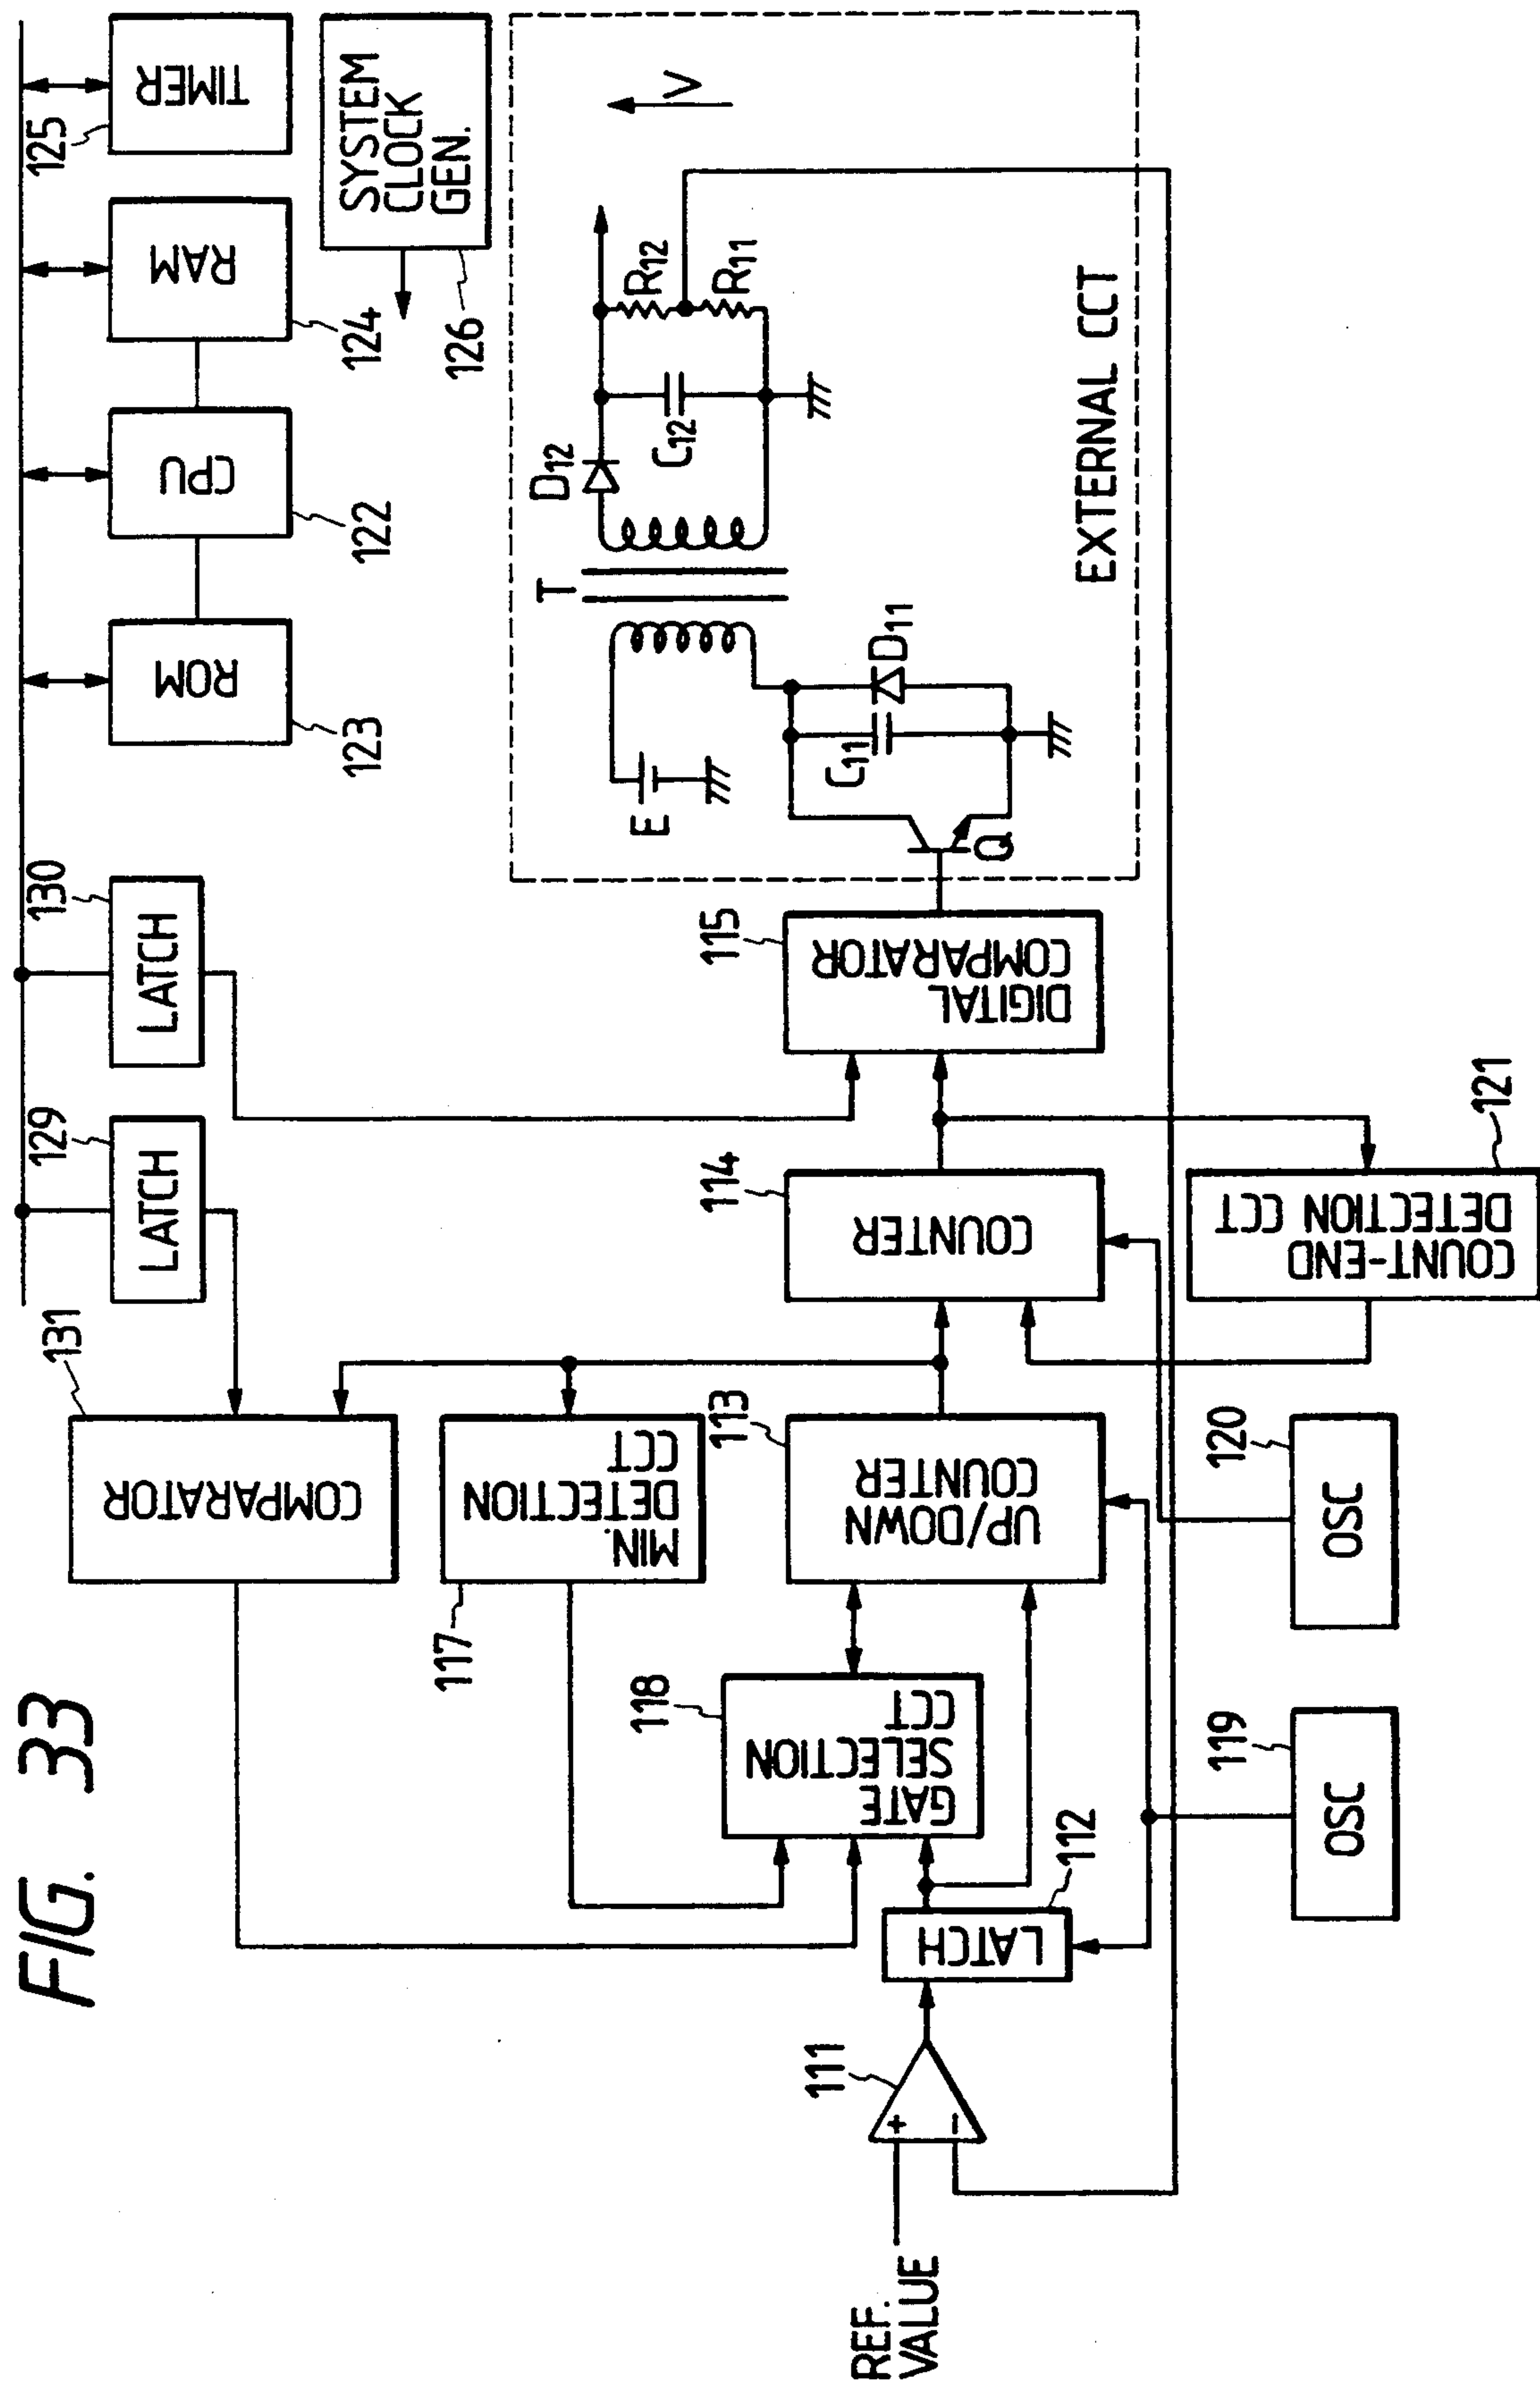 FIG. 33
131
COMPARATOR
129
LATCH
130
LATCH
ROM
123
CPU
122
RAM
124
125
TIMER
SYSTEM
CLOCK
GEN.
126
117
MIN.
DETECTION
CCT
118
GATE
SELECTION
CCT
REF.
VALUE
111
+
−
LATCH
112
113
UP/DOWN
COUNTER
114
COUNTER
115
DIGITAL
COMPARATOR
119
OSC
120
OSC
121
COUNT-END
DETECTION CCT
E
Q
C11
D11
T
D12
C12
R12
R11
V
EXTERNAL CCT